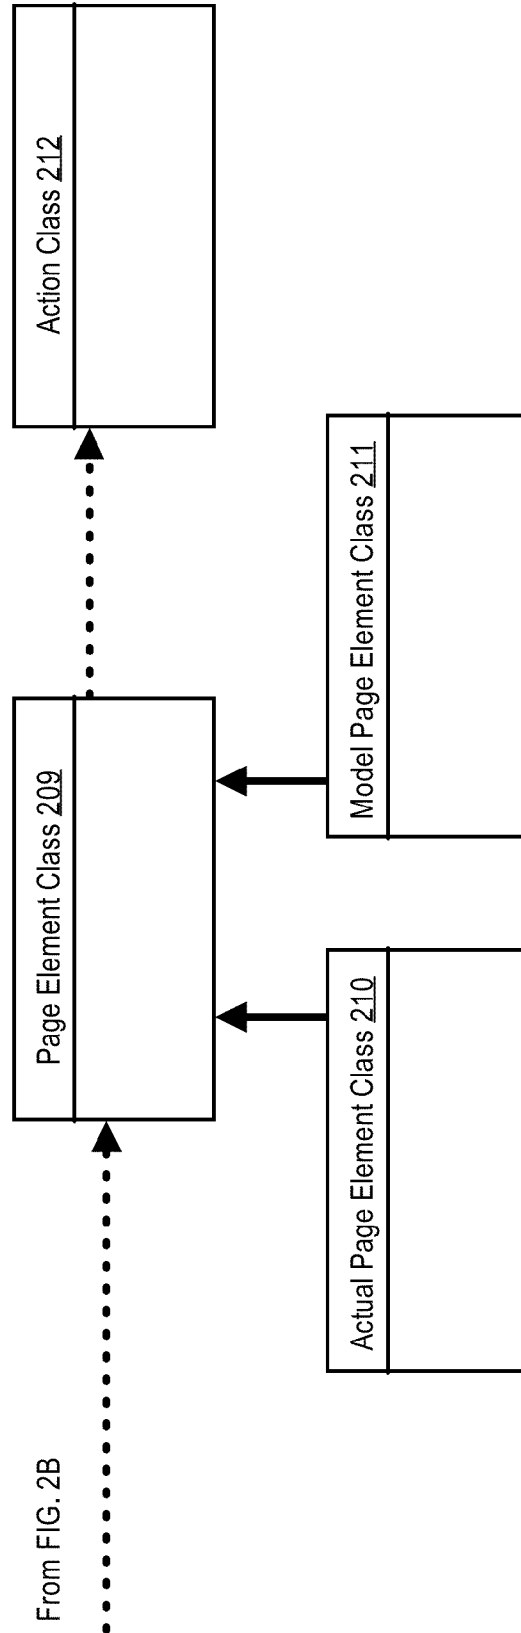 From FIG. 2B
Page Element Class 209
Action Class 212
Actual Page Element Class 210
Model Page Element Class 211